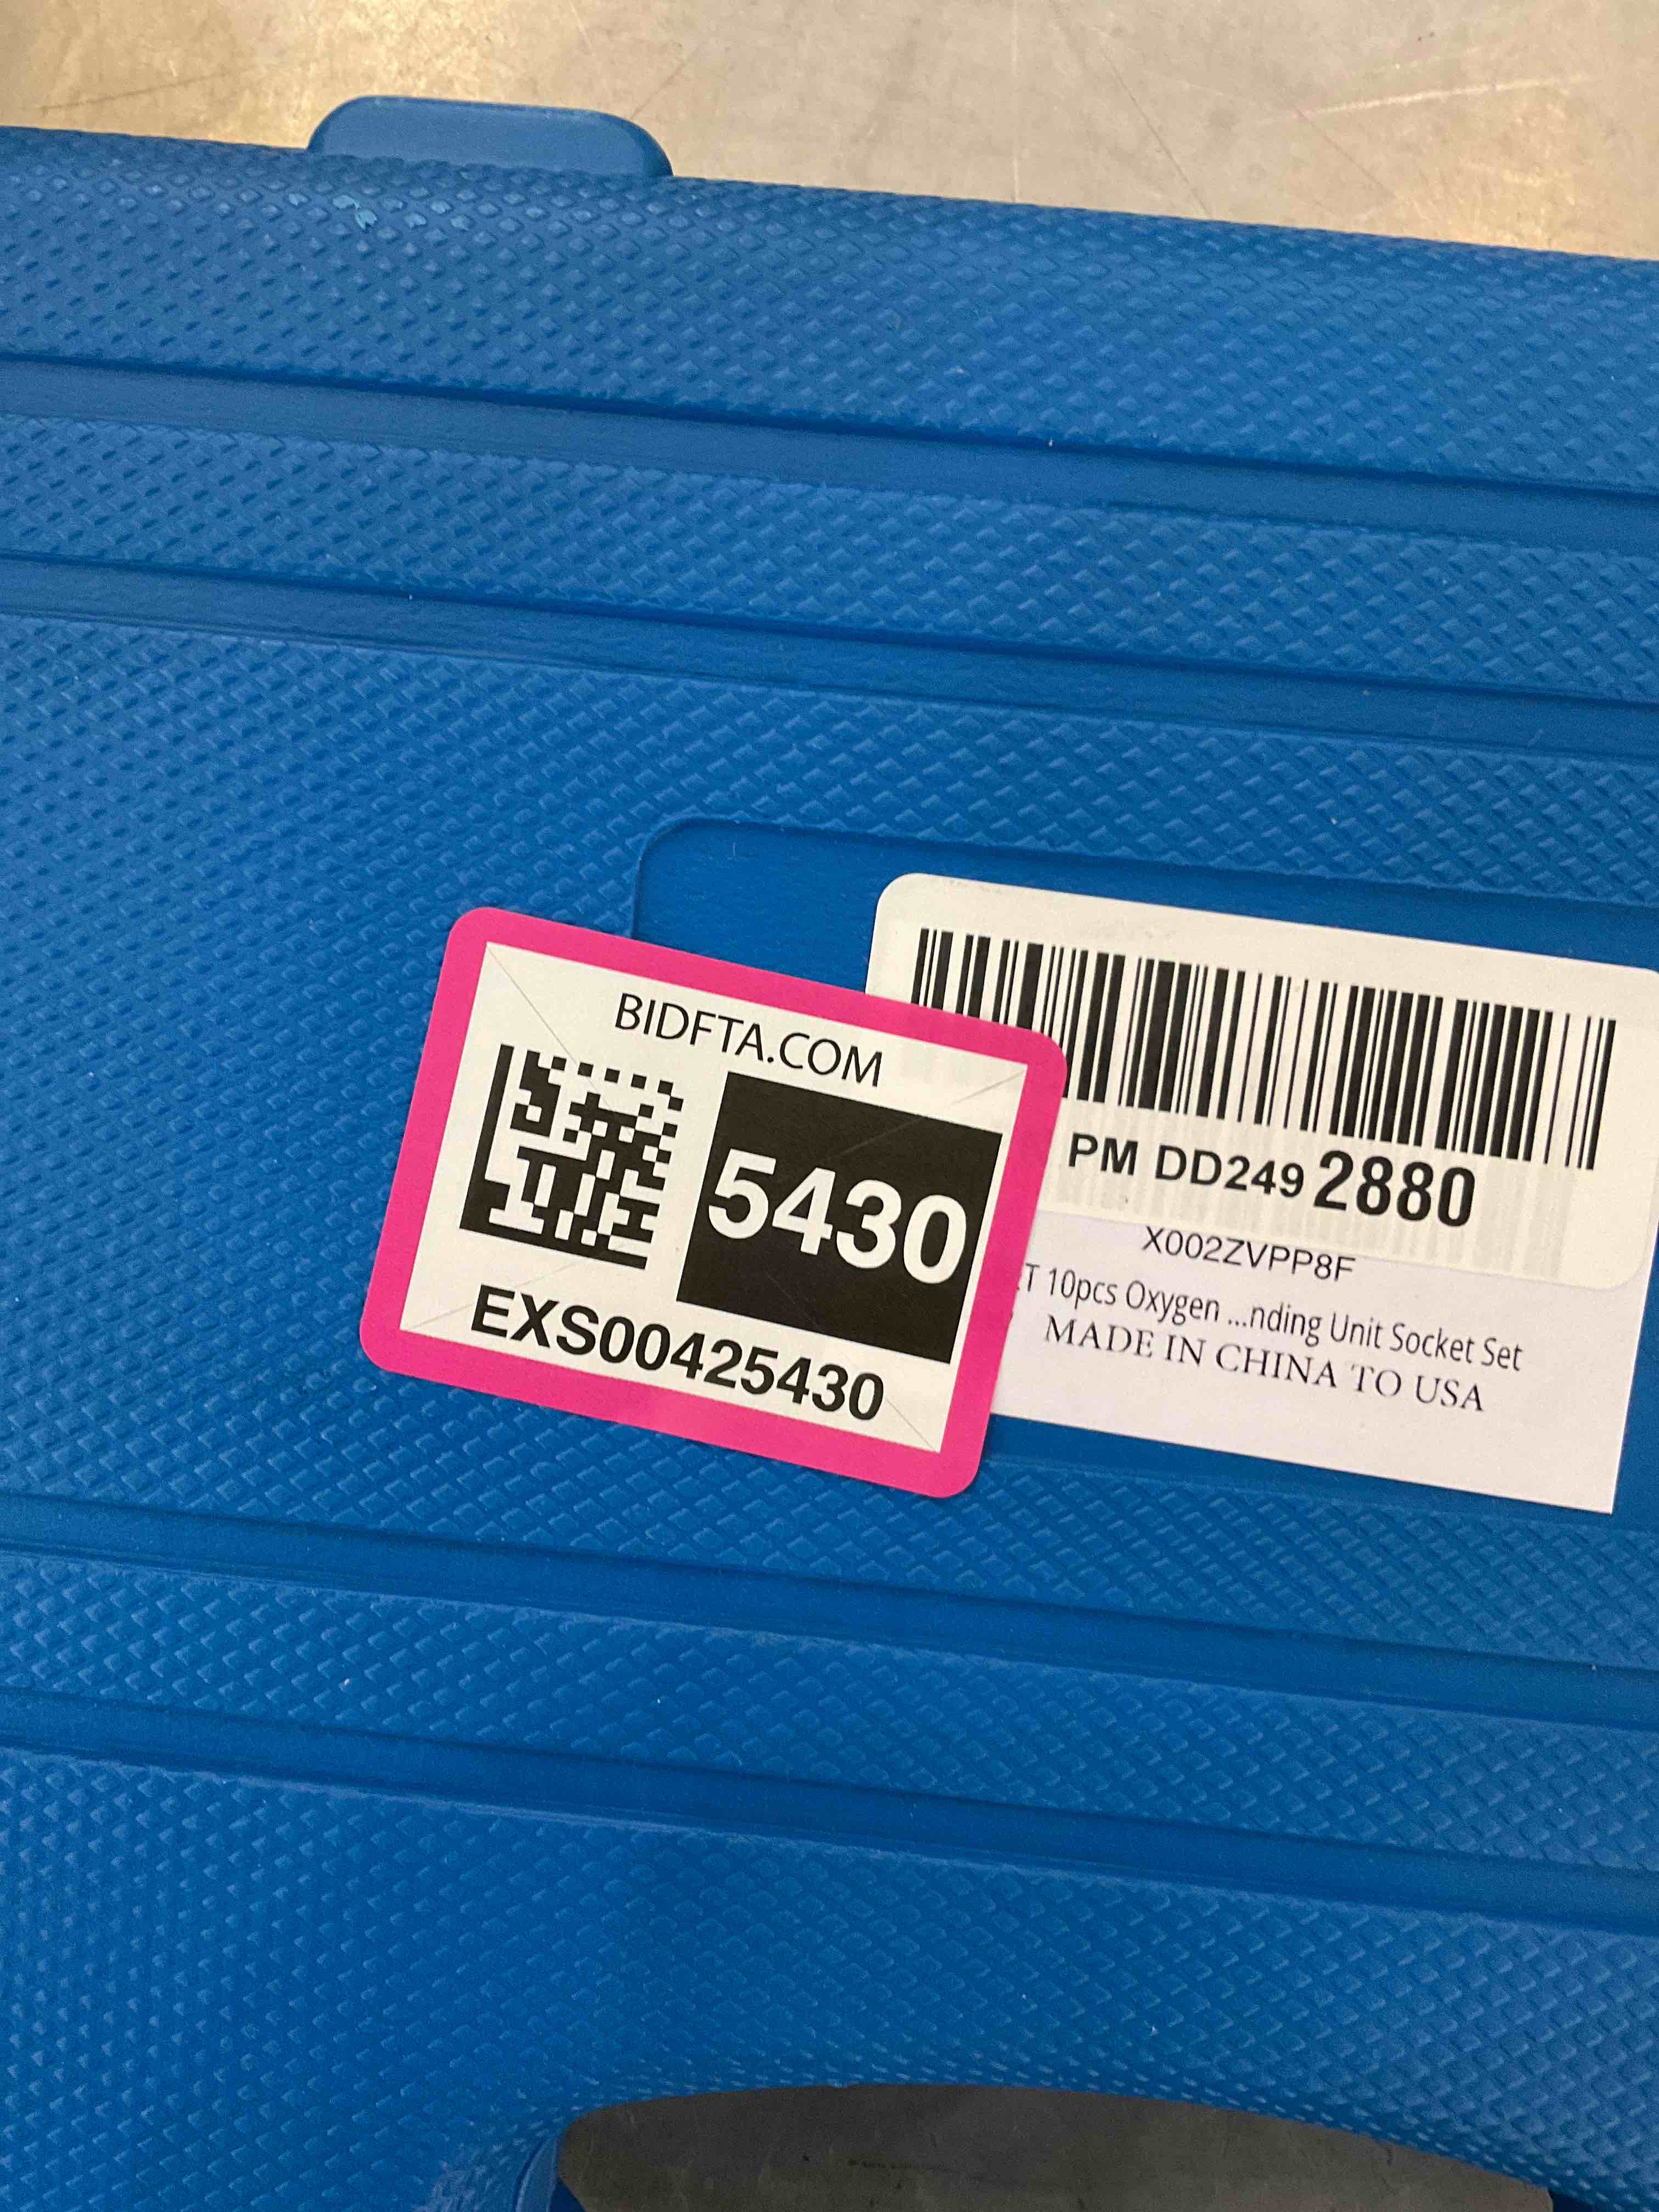 BIDFTA.COM
5430
EXS00425430
PM DD249 2880
X002ZVPP8F
10pcs Oxygen ...nding Unit Socket Set
MADE IN CHINA TO USA